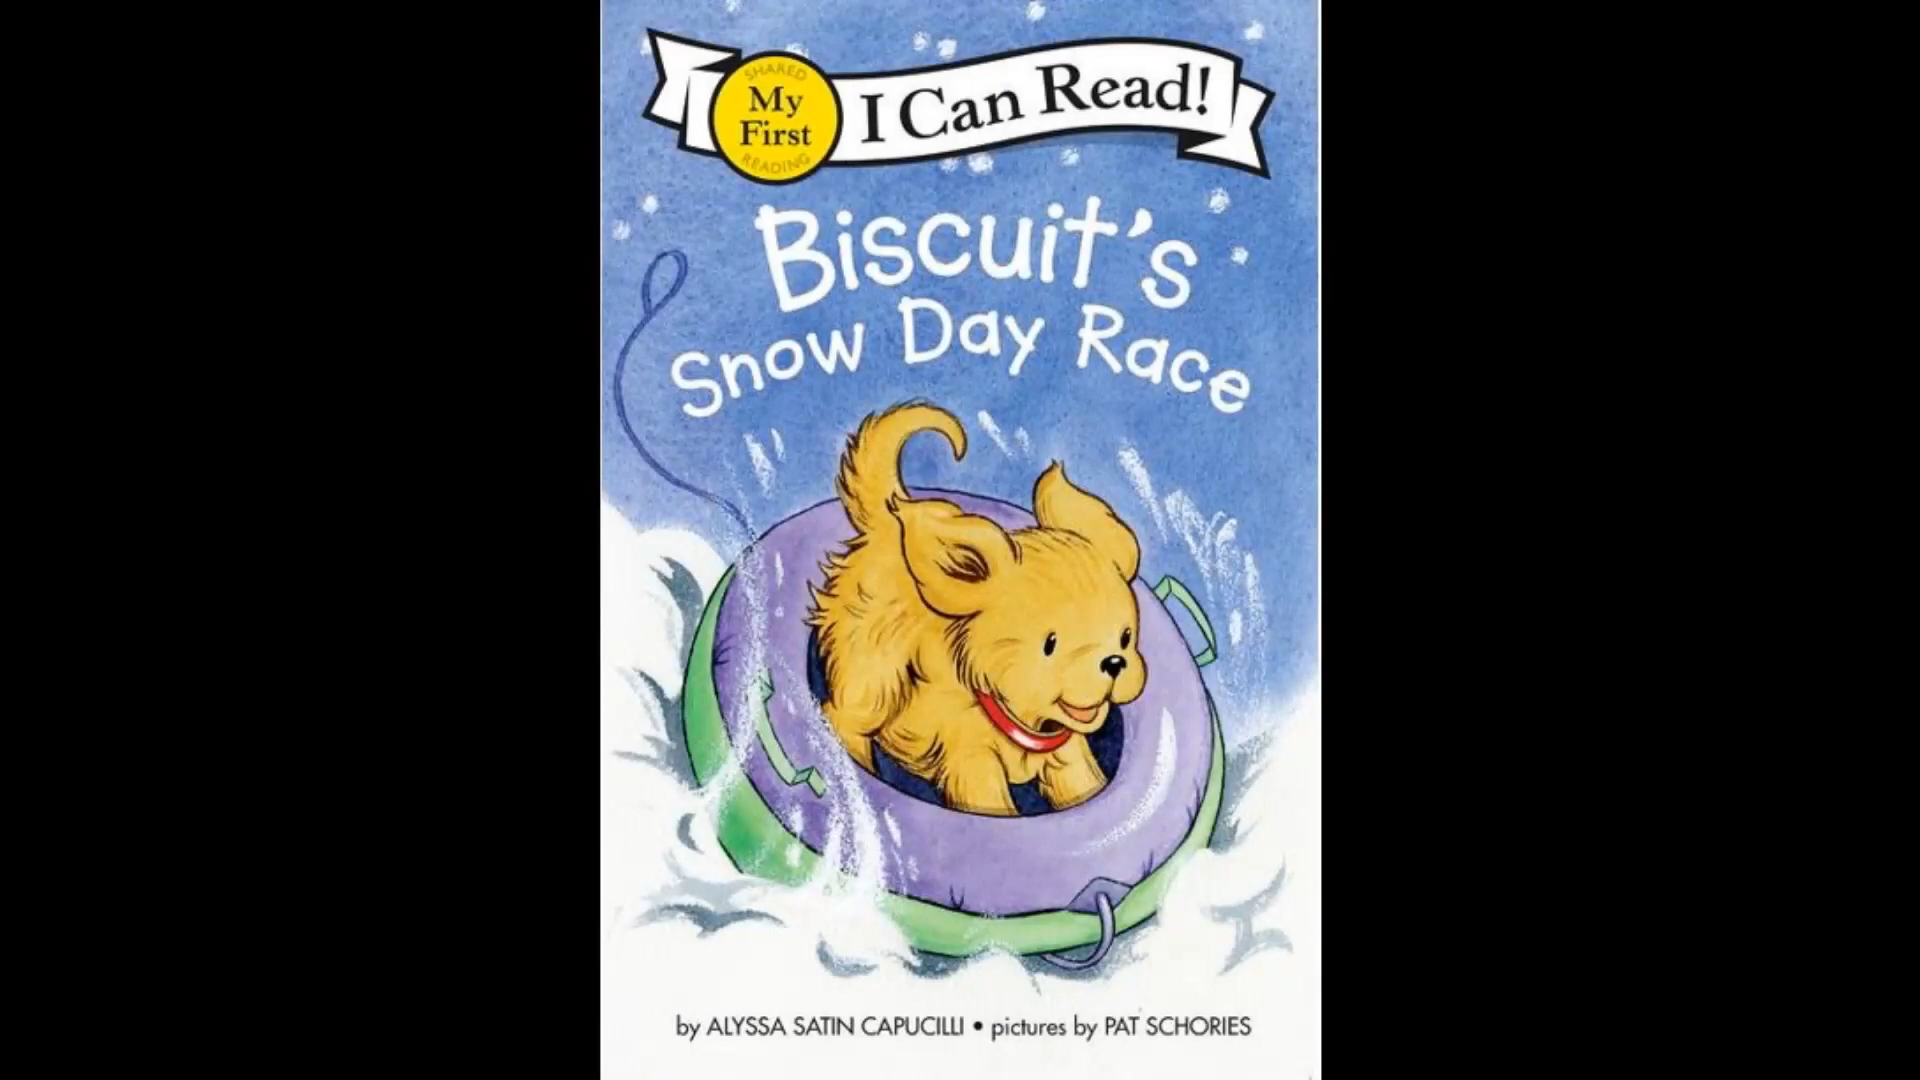 SHARED
My
First
READING
I Can Read!
Biscuit's
Snow Day Race
by ALYSSA SATIN CAPUCILLI • pictures by PAT SCHORIES